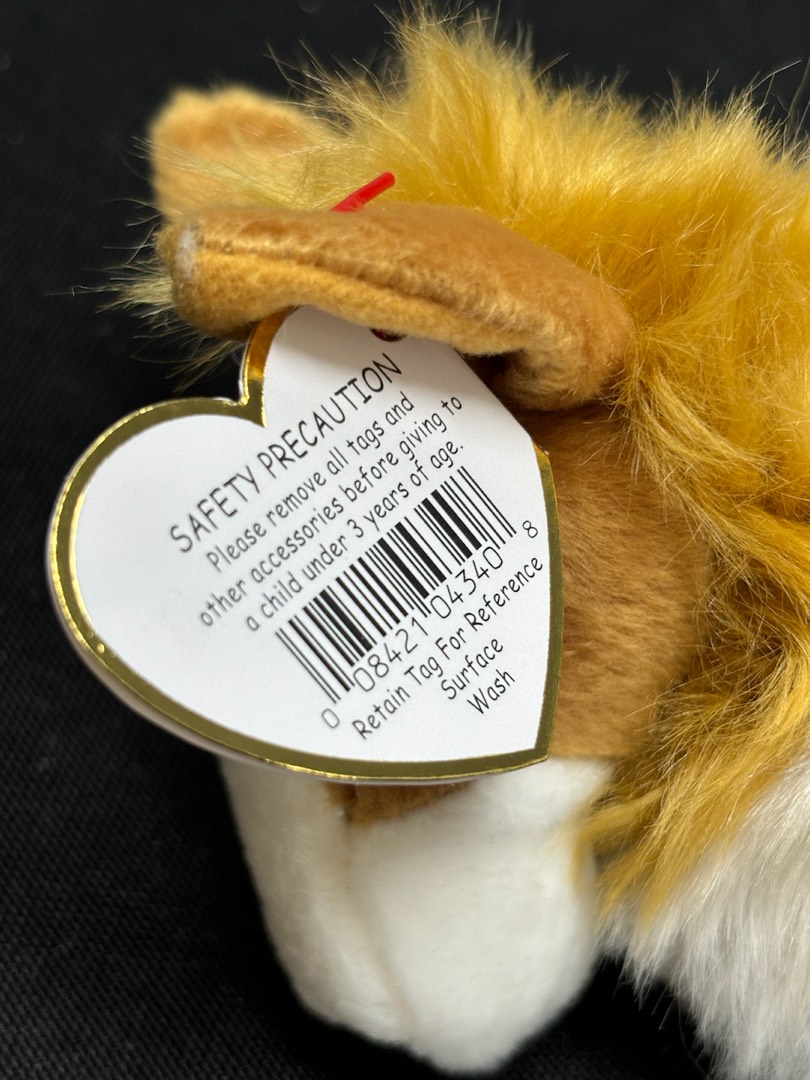 SAFETY PRECAUTION
Please remove all tags and
other accessories before giving to
a child under 3 years of age.
0 08421 04340 8
Retain Tag For Reference
Surface
Wash